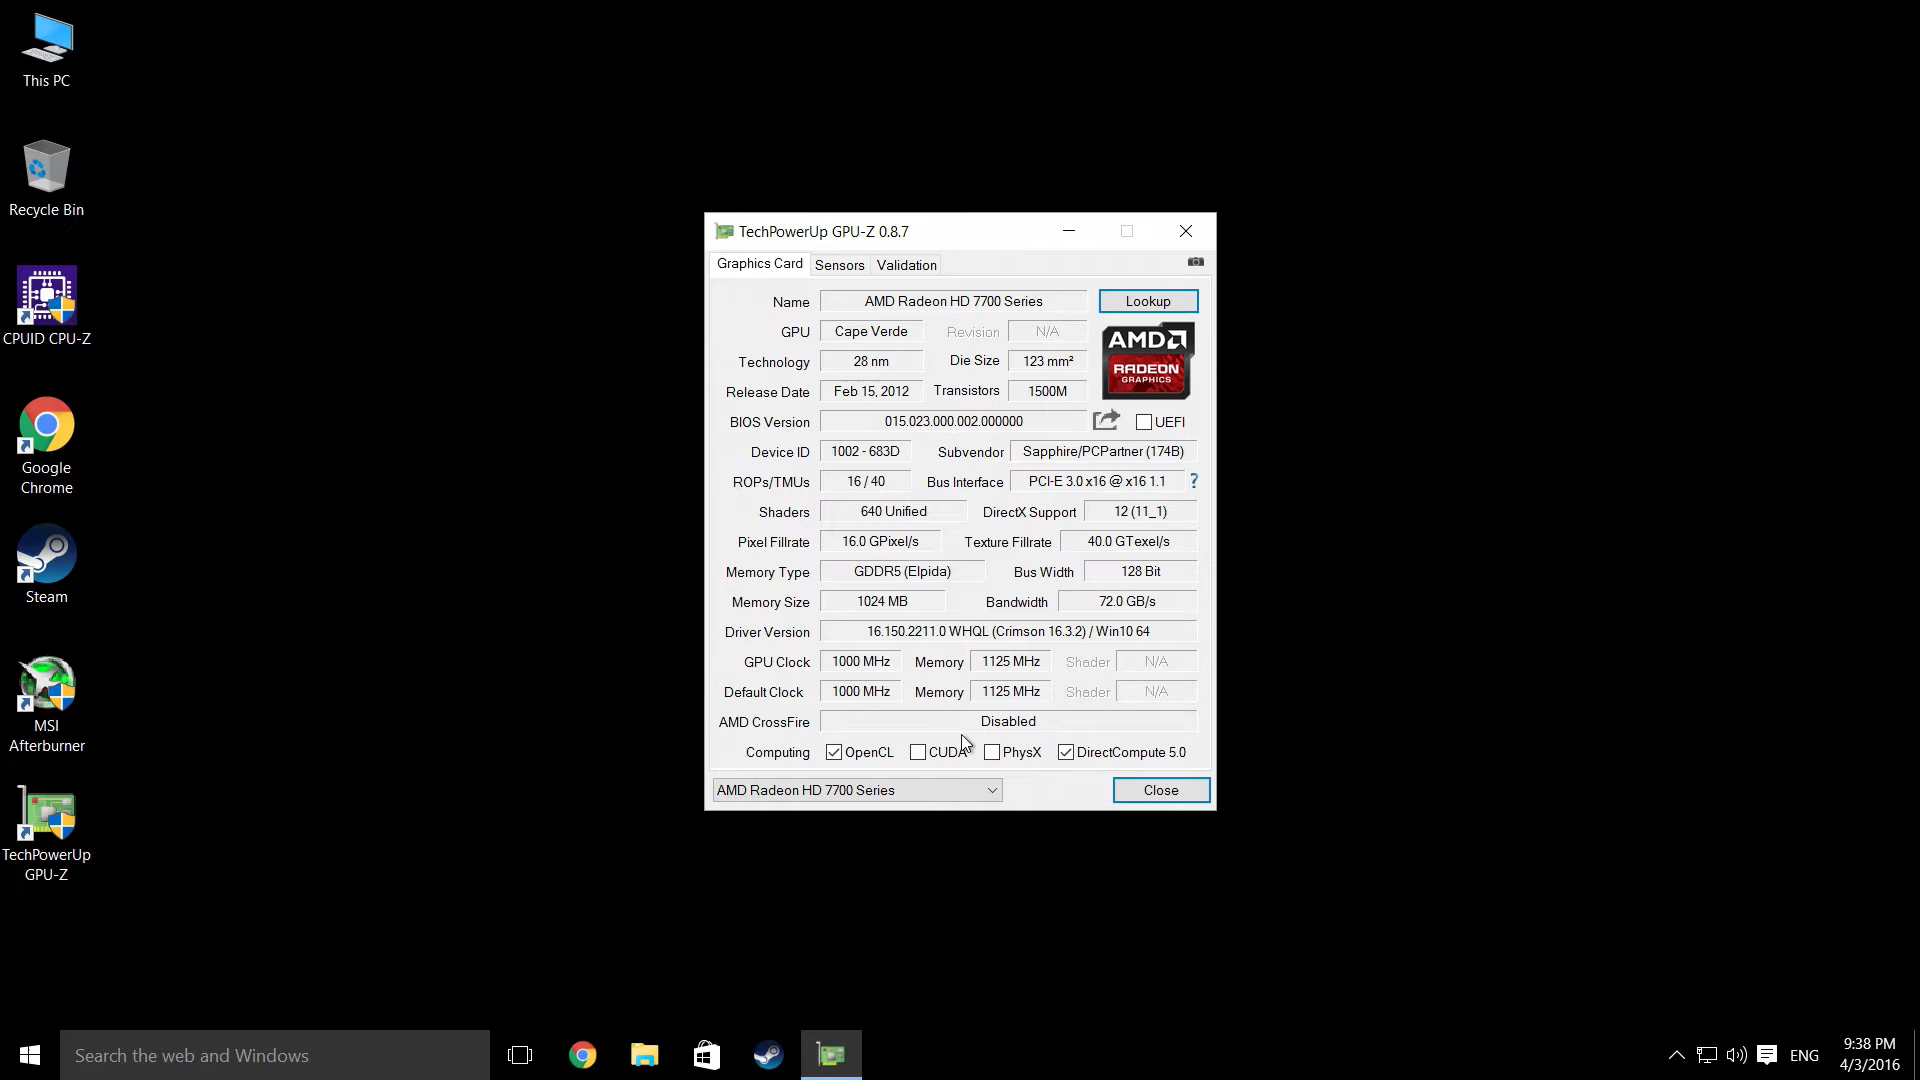 This PC
Recycle Bin
CPUID CPU-Z
Google
Chrome
Steam
MSI
Afterburner
TechPowerUp
GPU-Z
TechPowerUp GPU-Z 0.8.7
Graphics Card Sensors Validation
Name AMD Radeon HD 7700 Series Lookup
GPU Cape Verde Revision N/A
AMD
RADEON
GRAPHICS
Technology 28 nm Die Size 123 mm²
Release Date Feb 15, 2012 Transistors 1500M
BIOS Version 015.023.000.002.000000 UEFI
Device ID 1002 - 683D Subvendor Sapphire/PCPartner (174B)
ROPs/TMUs 16 / 40 Bus Interface PCI-E 3.0 x16 @ x16 1.1 ?
Shaders 640 Unified DirectX Support 12 (11_1)
Pixel Fillrate 16.0 GPixel/s Texture Fillrate 40.0 GTexel/s
Memory Type GDDR5 (Elpida) Bus Width 128 Bit
Memory Size 1024 MB Bandwidth 72.0 GB/s
Driver Version 16.150.2211.0 WHQL (Crimson 16.3.2) / Win10 64
GPU Clock 1000 MHz Memory 1125 MHz Shader N/A
Default Clock 1000 MHz Memory 1125 MHz Shader N/A
AMD CrossFire Disabled
Computing OpenCL CUDA PhysX DirectCompute 5.0
AMD Radeon HD 7700 Series Close
Search the web and Windows
ENG
9:38 PM
4/3/2016